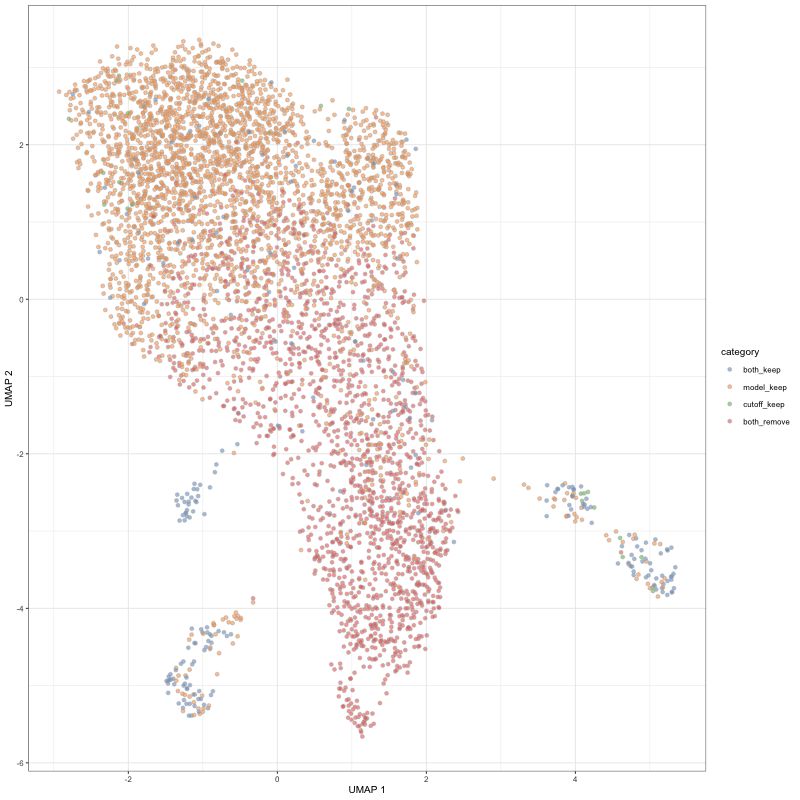 2
0
-2
-4
-6
UMAP 2
-2
0
2
4
UMAP 1
category
both_keep
model_keep
cutoff_keep
both_remove